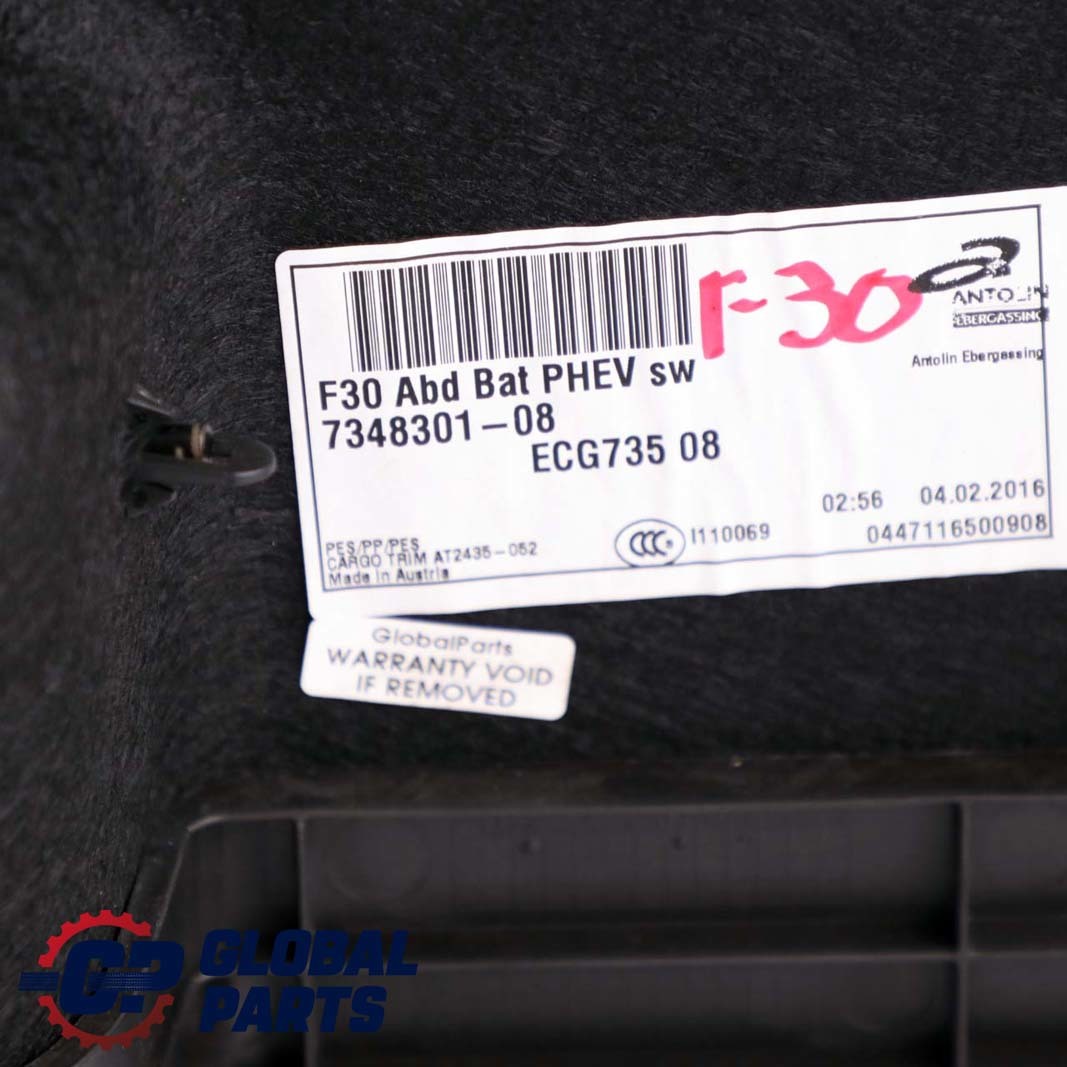 F-30
ANTOLIN
EBERGASSING
Antolin Ebergassing
F30 Abd Bat PHEV sw
7348301-08
ECG735 08
02:56 04.02.2016
PES/PP/PES
CARGO TRIM AT2435-052
Made in Austria
CCC
I110069
0447116500908
GlobalParts
WARRANTY VOID
IF REMOVED
GP GLOBAL
PARTS